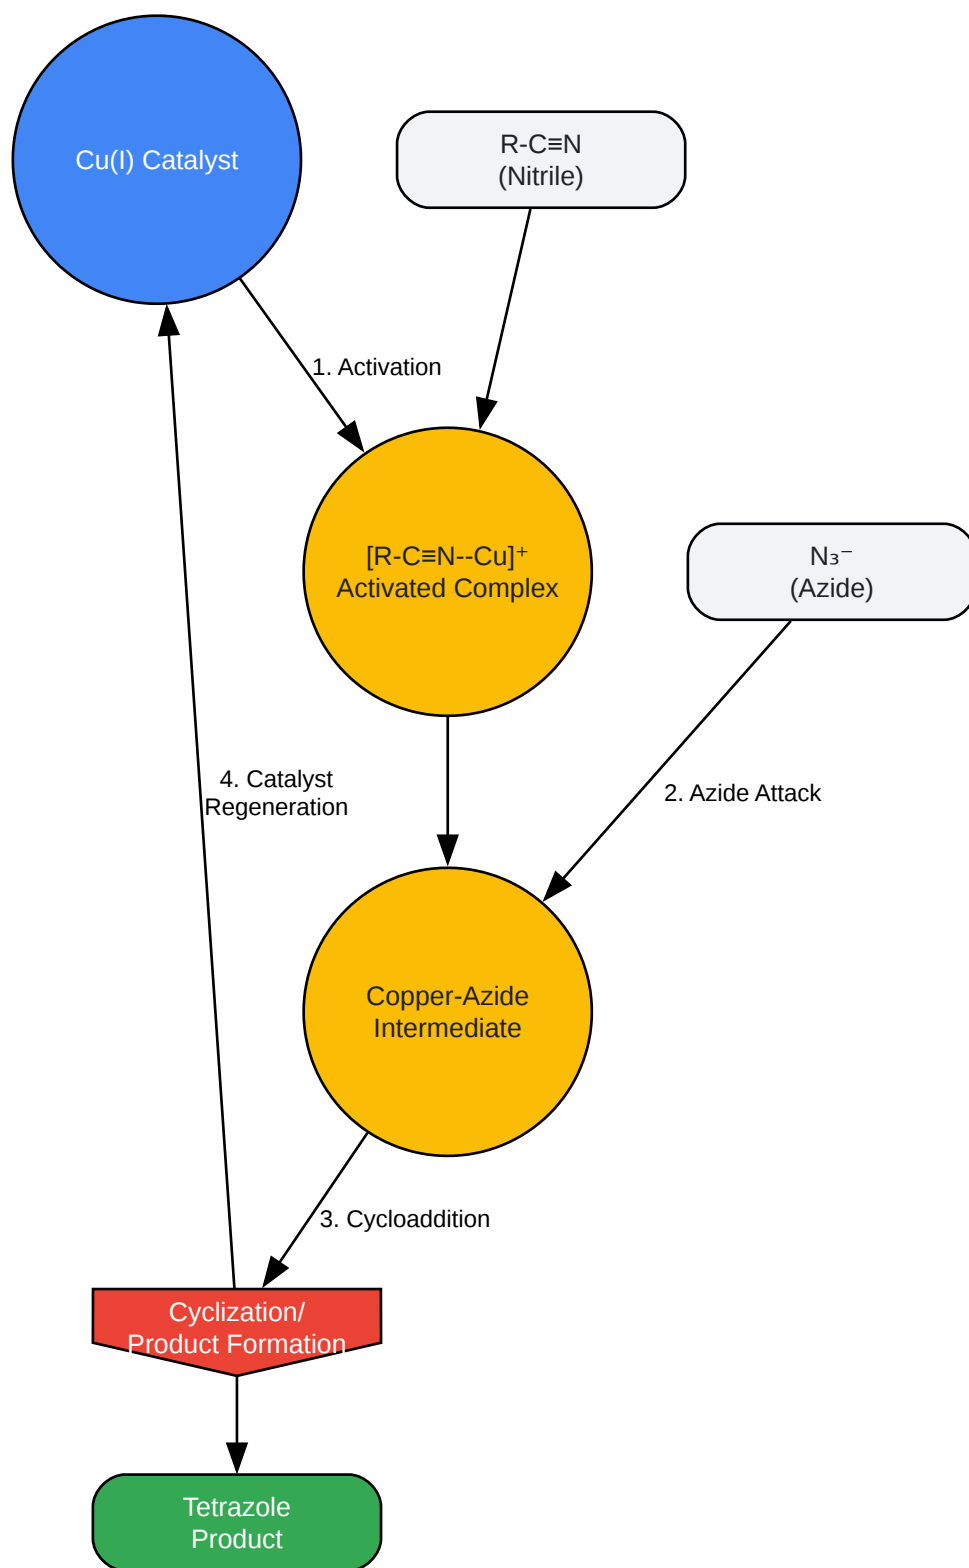 Cu(I) Catalyst
R-C≡N
(Nitrile)
1. Activation
[R-C≡N--Cu]⁺
Activated Complex
N₃⁻
(Azide)
4. Catalyst
Regeneration
2. Azide Attack
Copper-Azide
Intermediate
3. Cycloaddition
Cyclization/
Product Formation
Tetrazole
Product